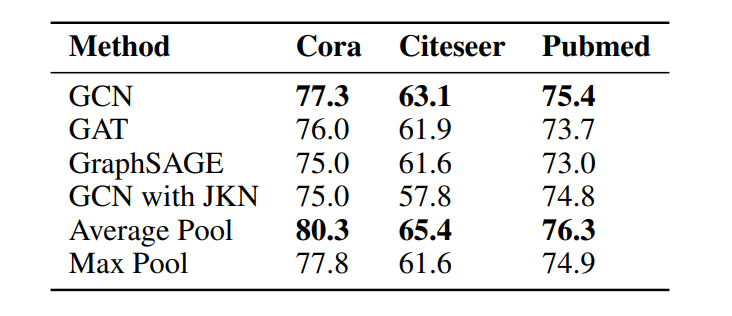 Method Cora Citeseer Pubmed
GCN 77.3 63.1 75.4
GAT 76.0 61.9 73.7
GraphSAGE 75.0 61.6 73.0
GCN with JKN 75.0 57.8 74.8
Average Pool 80.3 65.4 76.3
Max Pool 77.8 61.6 74.9